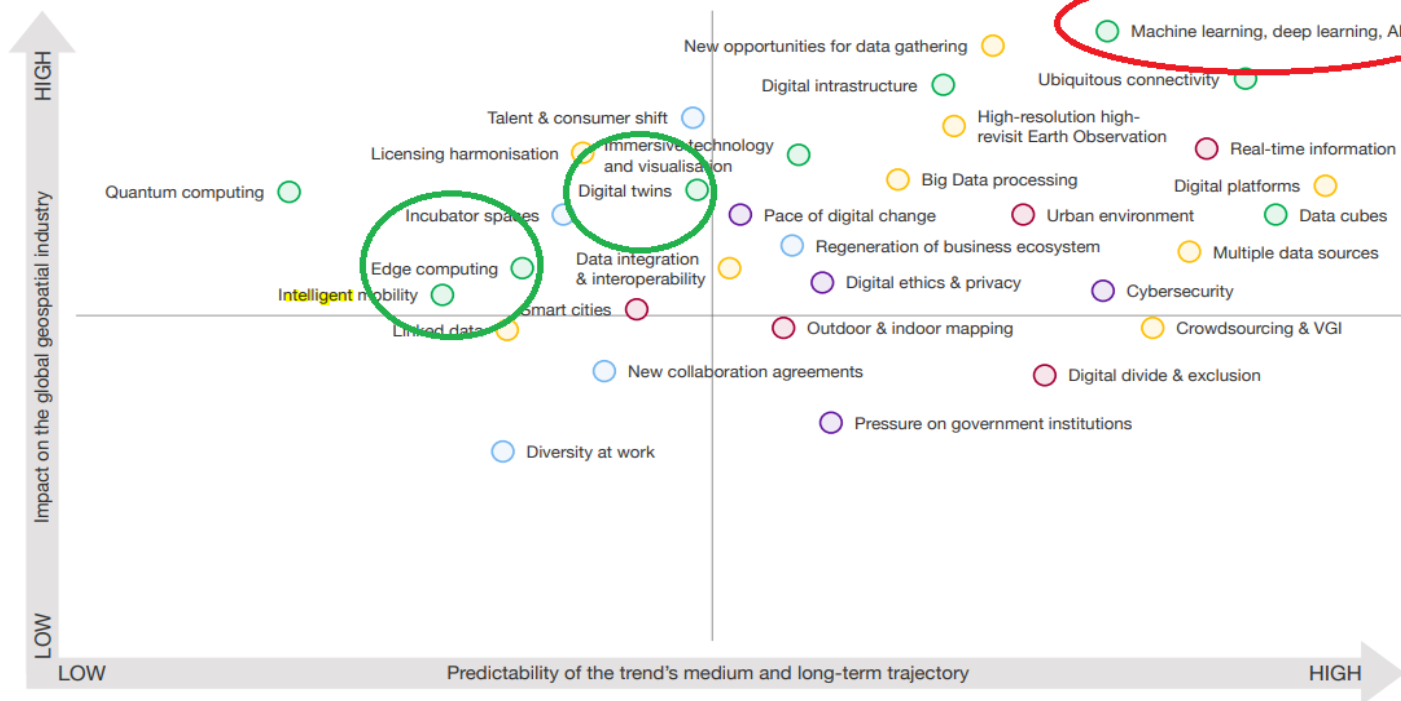 HIGH
Impact on the global geospatial industry
LOW
Machine learning, deep learning, AI
New opportunities for data gathering
Ubiquitous connectivity
Digital intrastructure
Talent & consumer shift
High-resolution high-
revisit Earth Observation
Licensing harmonisation
Immersive technology
and visualisation
Real-time information
Quantum computing
Digital twins
Big Data processing
Digital platforms
Incubator spaces
Pace of digital change
Urban environment
Data cubes
Regeneration of business ecosystem
Multiple data sources
Edge computing
Data integration
& interoperability
Digital ethics & privacy
Cybersecurity
Intelligent mobility
Smart cities
Linked data
Outdoor & indoor mapping
Crowdsourcing & VGI
New collaboration agreements
Digital divide & exclusion
Pressure on government institutions
Diversity at work
LOW
Predictability of the trend's medium and long-term trajectory
HIGH